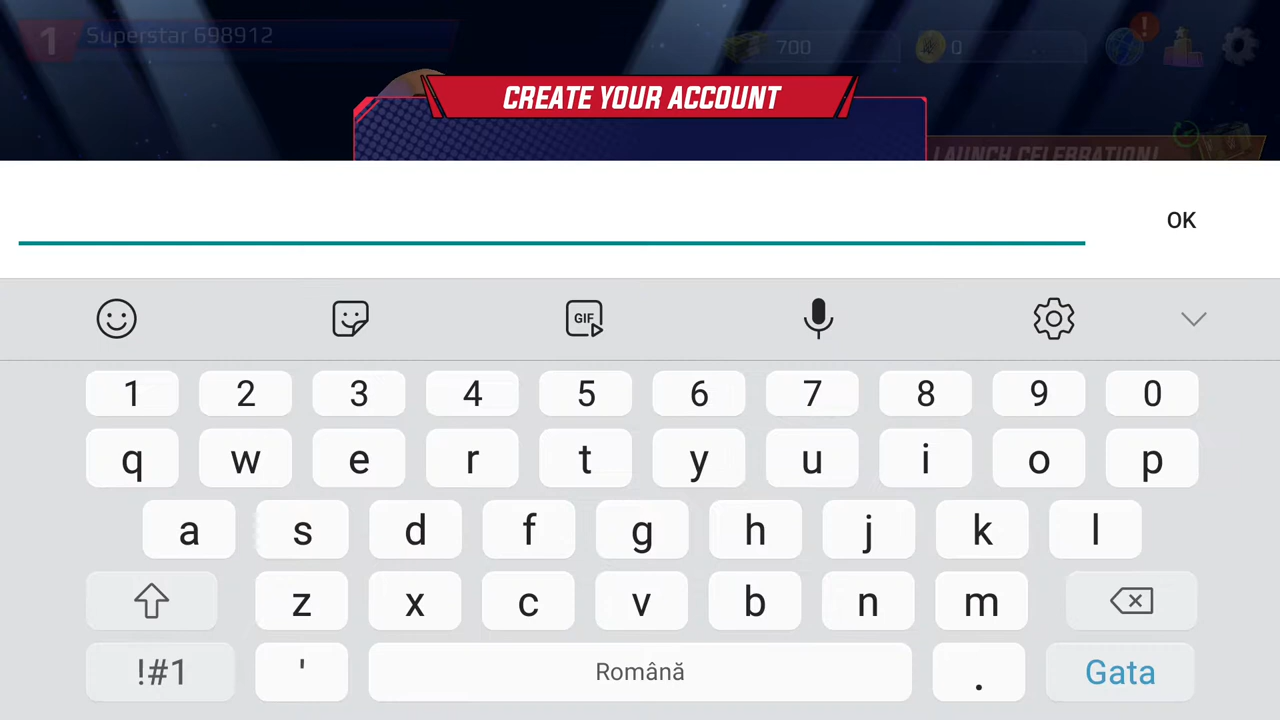 1 Superstar 698912 700 0 !
CREATE YOUR ACCOUNT
LAUNCH CELEBRATION!
OK
GIF
1 2 3 4 5 6 7 8 9 0
q w e r t y u i o p
a s d f g h j k l
z x c v b n m
!#1 ' Română . Gata